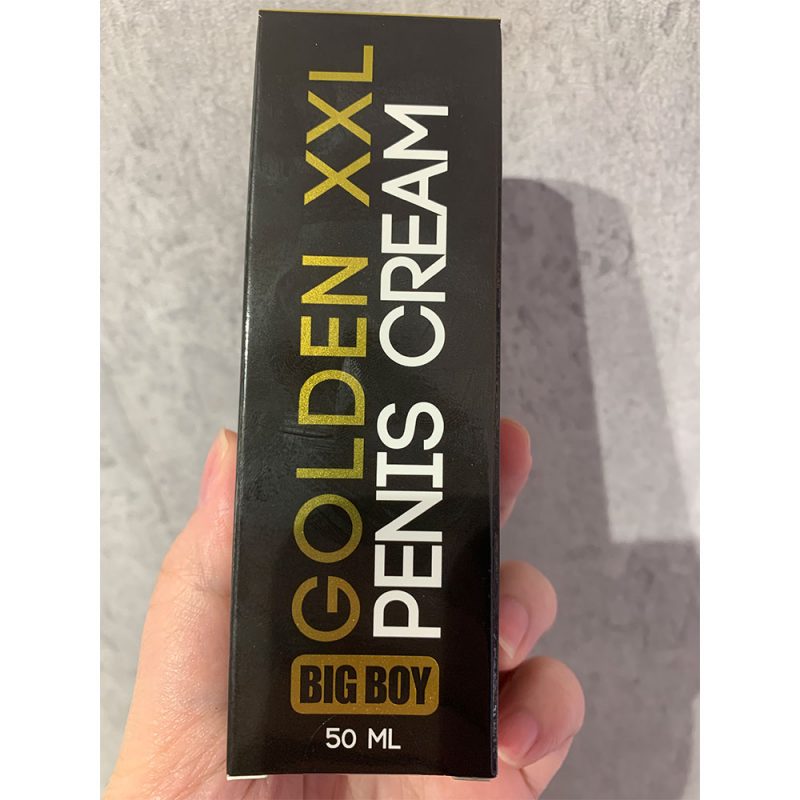 GOLDEN XXL
PENIS CREAM
BIG BOY
50 ML